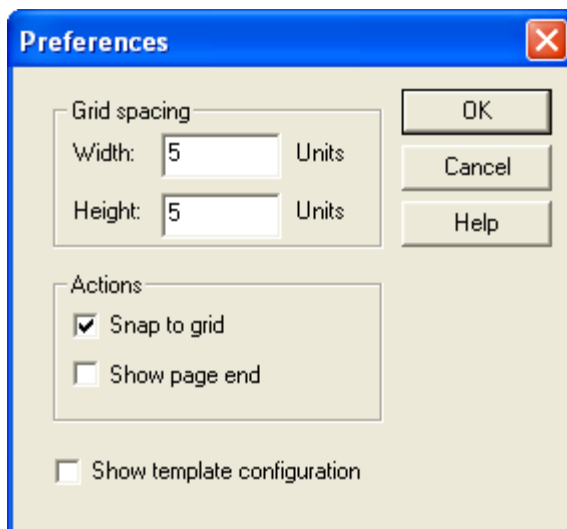 Preferences
Grid spacing
Width: 5 Units
Height: 5 Units
OK
Cancel
Help
Actions
Snap to grid
Show page end
Show template configuration